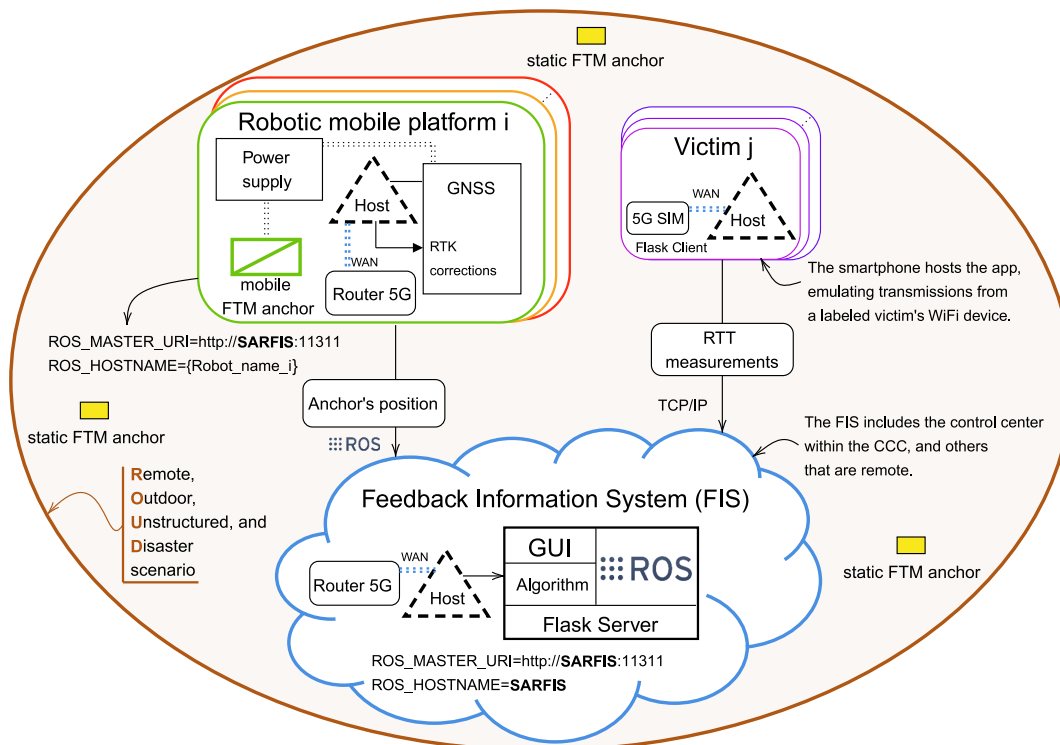 static FTM anchor
Robotic mobile platform i
Power
supply
Host
GNSS
WAN
RTK
corrections
mobile
FTM anchor
Router 5G
Victim j
WAN
5G SIM
Host
Flask Client
The smartphone hosts the app,
emulating transmissions from
a labeled victim's WiFi device.
ROS_MASTER_URI=http://SARFIS:11311
ROS_HOSTNAME={Robot_name_i}
RTT
measurements
Anchor's position
TCP/IP
ROS
static FTM anchor
The FIS includes the control center
within the CCC, and others
that are remote.
Remote,
Outdoor,
Unstructured, and
Disaster
scenario
Feedback Information System (FIS)
WAN
Router 5G
Host
GUI
Algorithm
ROS
Flask Server
static FTM anchor
ROS_MASTER_URI=http://SARFIS:11311
ROS_HOSTNAME=SARFIS